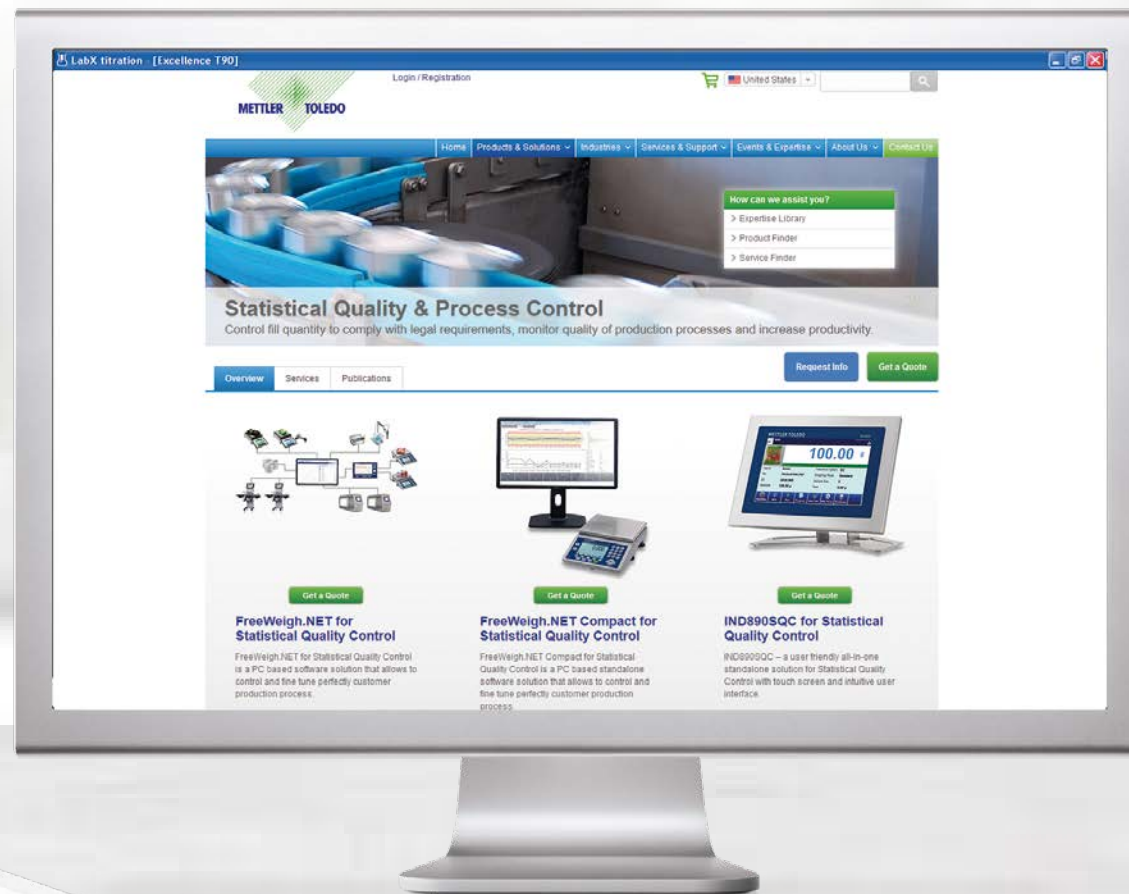 LabX titration - [Excellence T90]
Login / Registration
United States
METTLER TOLEDO
Home Products & Solutions Industries Services & Support Events & Expertise About Us Contact Us
How can we assist you?
> Expertise Library
> Product Finder
> Service Finder
Statistical Quality & Process Control
Control fill quantity to comply with legal requirements, monitor quality of production processes and increase productivity.
Request Info
Get a Quote
Overview
Services
Publications
METTLER TOLEDO
100.00
Get a Quote
Get a Quote
Get a Quote
FreeWeigh.NET for
Statistical Quality Control
FreeWeigh.NET for Statistical Quality Control
is a PC based software solution that allows to
control and fine tune perfectly customer
production process.
FreeWeigh.NET Compact for
Statistical Quality Control
FreeWeigh.NET Compact for Statistical
Quality Control is a PC based standalone
software solution that allows to control and
fine tune perfectly customer production
process.
IND890SQC for Statistical
Quality Control
IND890SQC – a user friendly all-in-one
standalone solution for Statistical Quality
Control with touch screen and intuitive user
interface.